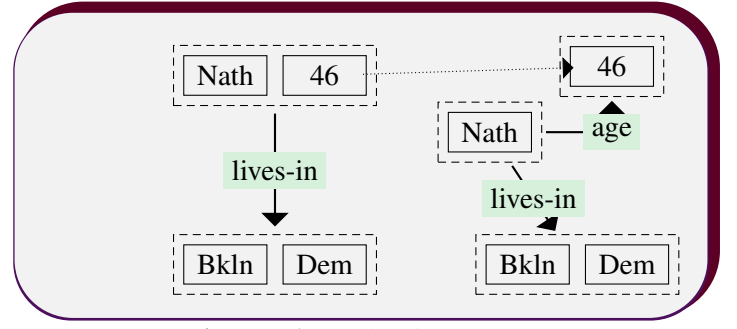 Nath 46
lives-in
Bkln Dem
46
Nath
age
lives-in
Bkln Dem